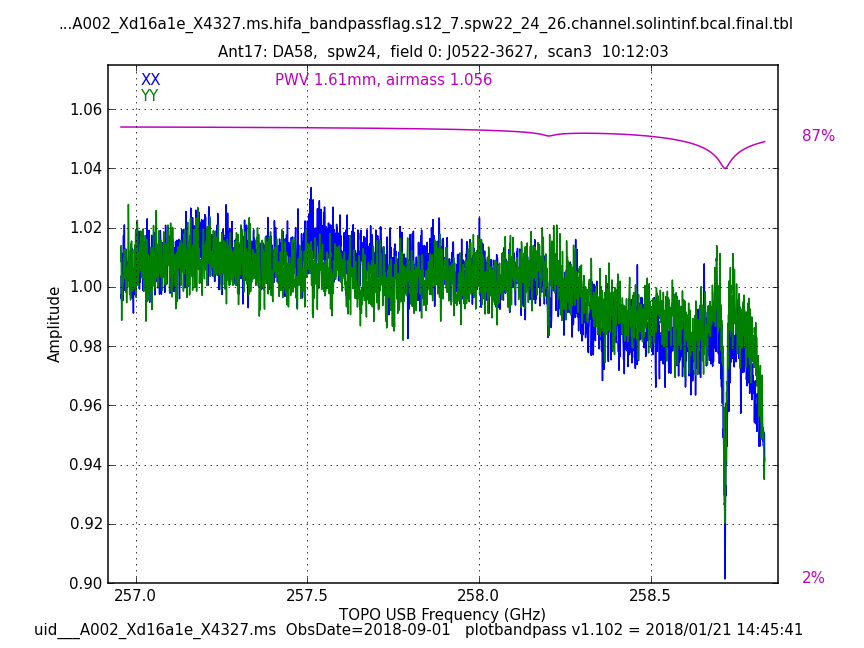 ...A002_Xd16a1e_X4327.ms.hifa_bandpassflag.s12_7.spw22_24_26.channel.solintinf.bcal.final.tbl
Ant17: DA58,  spw24,  field 0: J0522-3627,  scan3  10:12:03
XX
PWV 1.61mm, airmass 1.056
YY
1.06
87%
1.04
1.02
1.00
Amplitude
0.98
0.96
0.94
0.92
0.90
2%
257.0 257.5 258.0 258.5
TOPO USB Frequency (GHz)
uid___A002_Xd16a1e_X4327.ms  ObsDate=2018-09-01   plotbandpass v1.102 = 2018/01/21 14:45:41